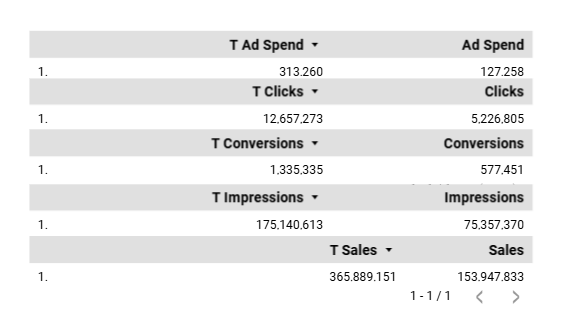 T Ad Spend Ad Spend
1. 313.260 127.258
T Clicks Clicks
1. 12,657,273 5,226,805
T Conversions Conversions
1. 1,335,335 577,451
T Impressions Impressions
1. 175,140,613 75,357,370
T Sales Sales
1. 365.889.151 153.947.833
1 - 1 / 1